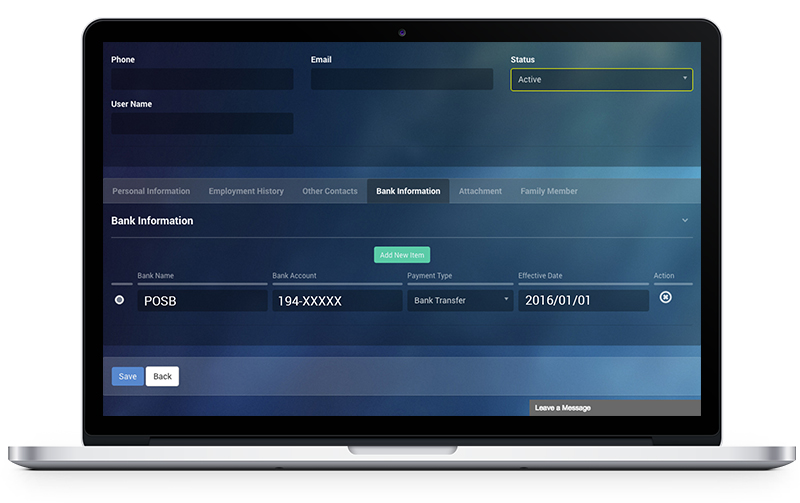 Phone Email Status
Active
User Name
Personal Information Employment History Other Contacts Bank Information Attachment Family Member
Bank Information
Add New Item
Bank Name Bank Account Payment Type Effective Date Action
POSB 194-XXXXX Bank Transfer 2016/01/01
Save Back
Leave a Message